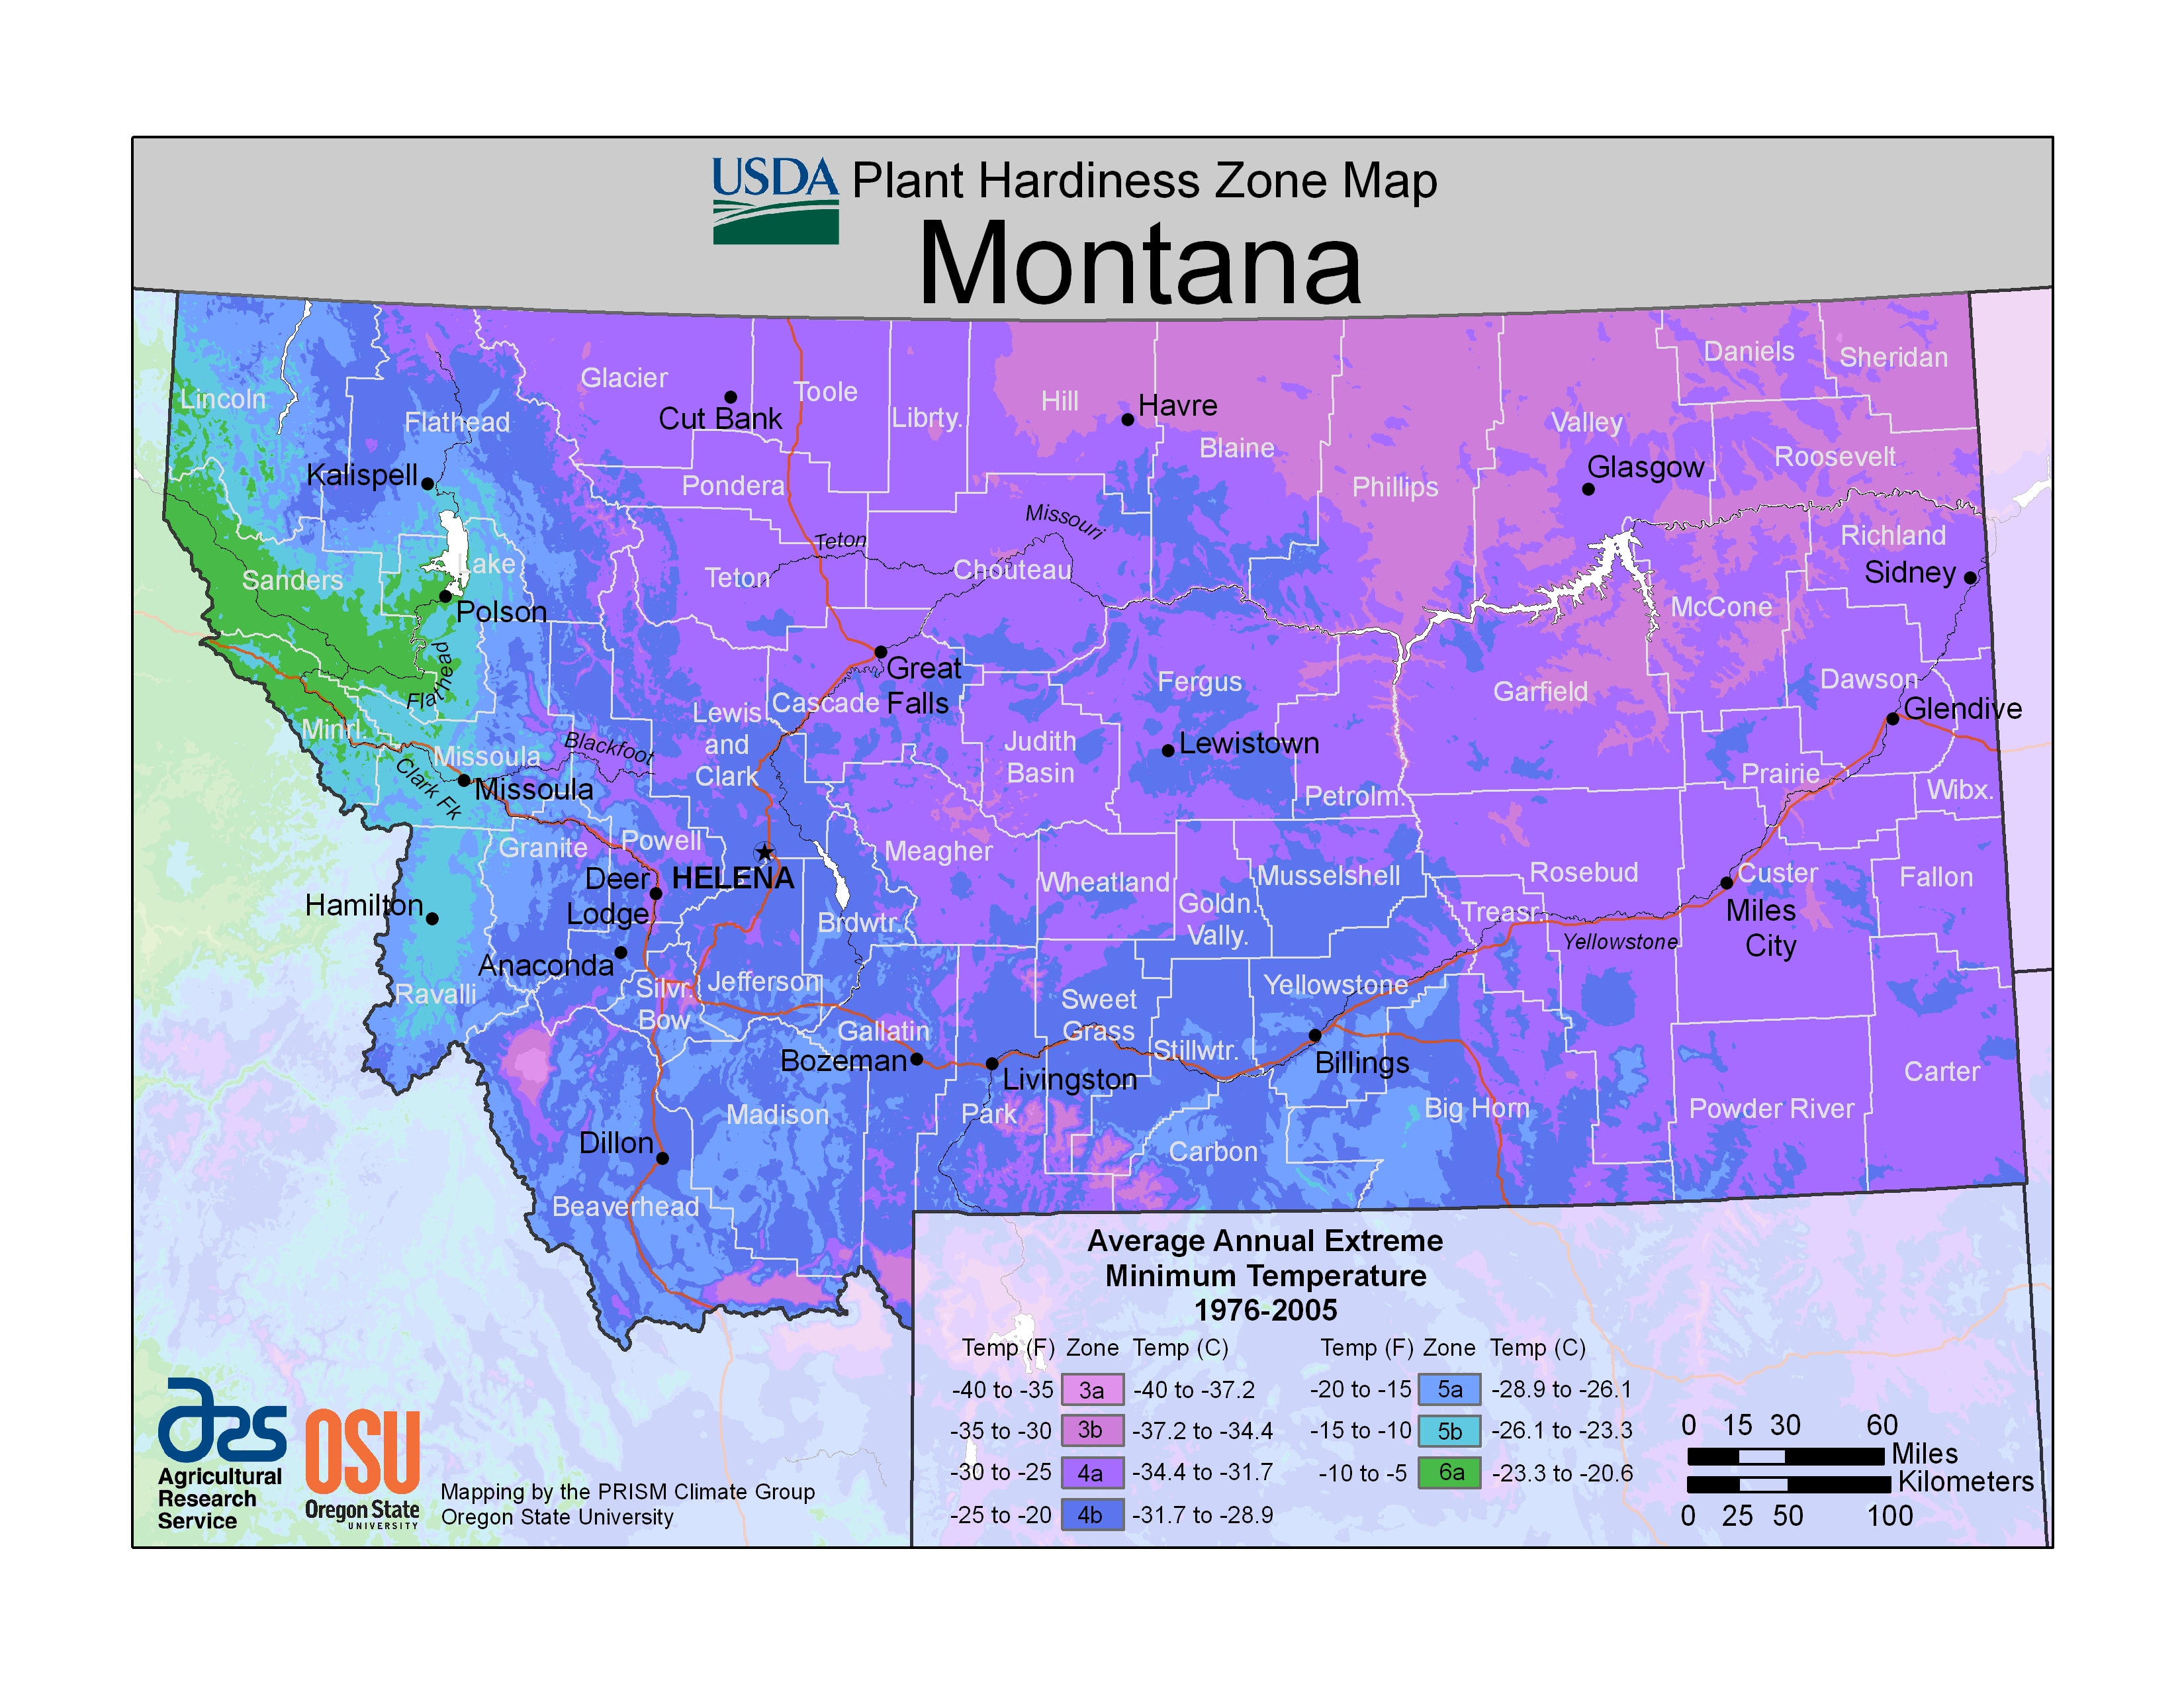 USDA Plant Hardiness Zone Map
Montana
Lincoln
Flathead
Glacier
Cut Bank
Toole
Librty.
Hill
Havre
Blaine
Phillips
Valley
Glasgow
Daniels
Sheridan
Roosevelt
Kalispell
Pondera
Missouri
Teton
Teton
Chouteau
Richland
Sidney
McCone
Sanders
Lake
Polson
Flathead
Great
Falls
Cascade
Fergus
Lewistown
Garfield
Dawson
Glendive
Minrl.
Missoula
Missoula
Blackfoot
Clark Fk
Lewis
and
Clark
Judith
Basin
Petrolm.
Prairie
Wibx.
Granite
Powell
Deer
Lodge
HELENA
Meagher
Wheatland
Goldn.
Vally.
Musselshell
Rosebud
Treasr.
Custer
Miles
City
Fallon
Yellowstone
Hamilton
Anaconda
Brdwtr.
Ravalli
Silvr.
Bow
Jefferson
Gallatin
Bozeman
Livingston
Park
Sweet
Grass
Stillwtr.
Yellowstone
Billings
Big Horn
Powder River
Carter
Madison
Dillon
Beaverhead
Carbon
Average Annual Extreme
Minimum Temperature
1976-2005
Temp (F) Zone Temp (C) Temp (F) Zone Temp (C)
-40 to -35 3a -40 to -37.2 -20 to -15 5a -28.9 to -26.1
-35 to -30 3b -37.2 to -34.4 -15 to -10 5b -26.1 to -23.3
-30 to -25 4a -34.4 to -31.7 -10 to -5 6a -23.3 to -20.6
-25 to -20 4b -31.7 to -28.9
0 15 30 60
Miles
Kilometers
0 25 50 100
ars
Agricultural
Research
Service
OSU
Oregon State
UNIVERSITY
Mapping by the PRISM Climate Group
Oregon State University